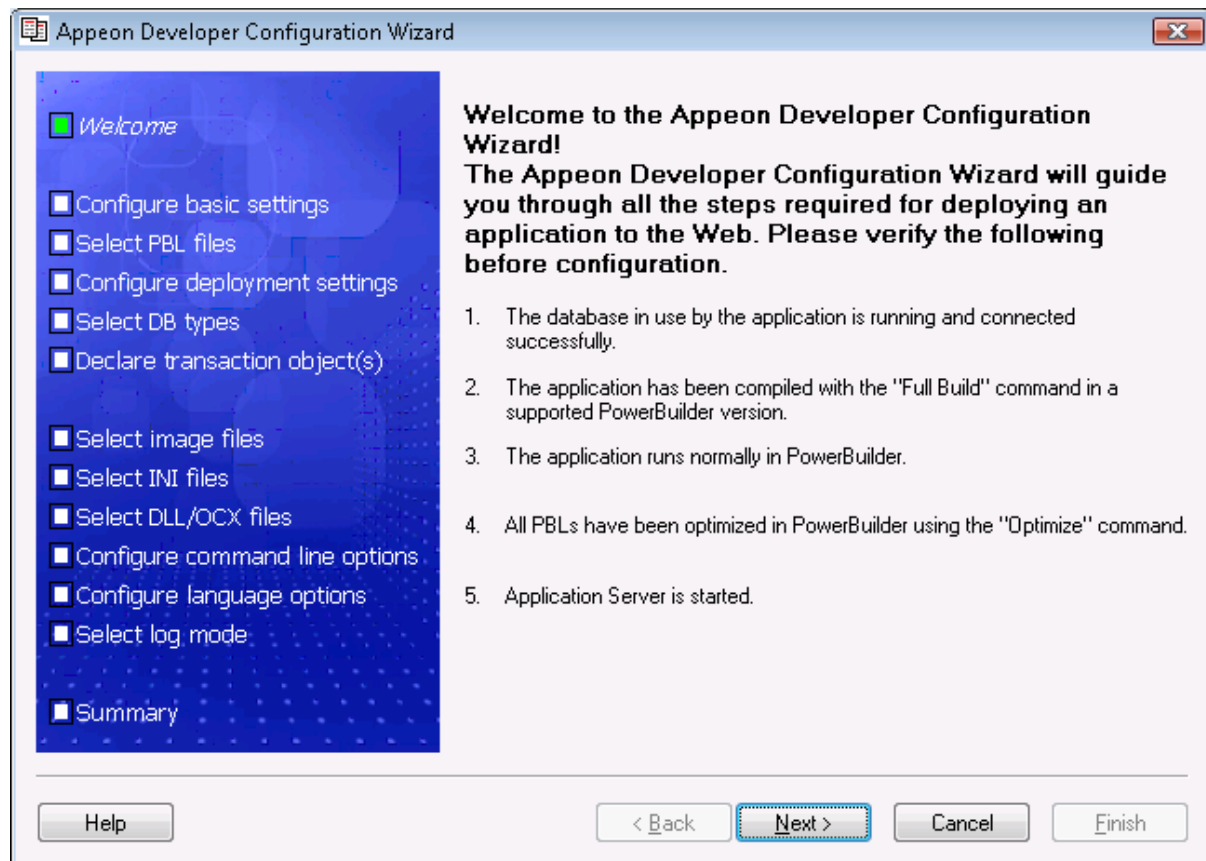 Appeon Developer Configuration Wizard
Welcome
Configure basic settings
Select PBL files
Configure deployment settings
Select DB types
Declare transaction object(s)
Select image files
Select INI files
Select DLL/OCX files
Configure command line options
Configure language options
Select log mode
Summary
Welcome to the Appeon Developer Configuration
Wizard!
The Appeon Developer Configuration Wizard will guide
you through all the steps required for deploying an
application to the Web. Please verify the following
before configuration.
1. The database in use by the application is running and connected
successfully.
2. The application has been compiled with the "Full Build" command in a
supported PowerBuilder version.
3. The application runs normally in PowerBuilder.
4. All PBLs have been optimized in PowerBuilder using the "Optimize" command.
5. Application Server is started.
Help
< Back
Next >
Cancel
Finish